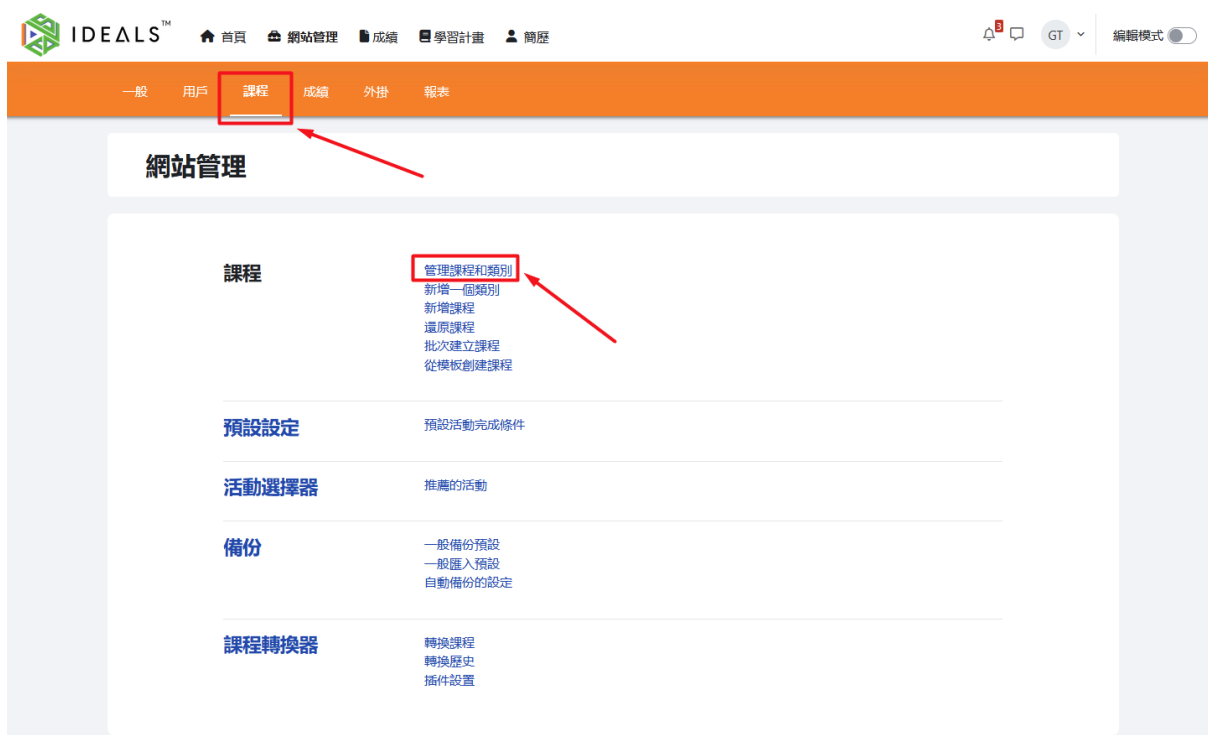 IDEALS™ 首頁 網站管理 成績 學習計畫 簡歷 3 GT 編輯模式
一般 用戶 課程 成績 外掛 報表
網站管理
課程
管理課程和類別
新增一個類別
新增課程
還原課程
批次建立課程
從模板創建課程
預設設定
預設活動完成條件
活動選擇器
推薦的活動
備份
一般備份預設
一般匯入預設
自動備份的設定
課程轉換器
轉換課程
轉換歷史
插件設置